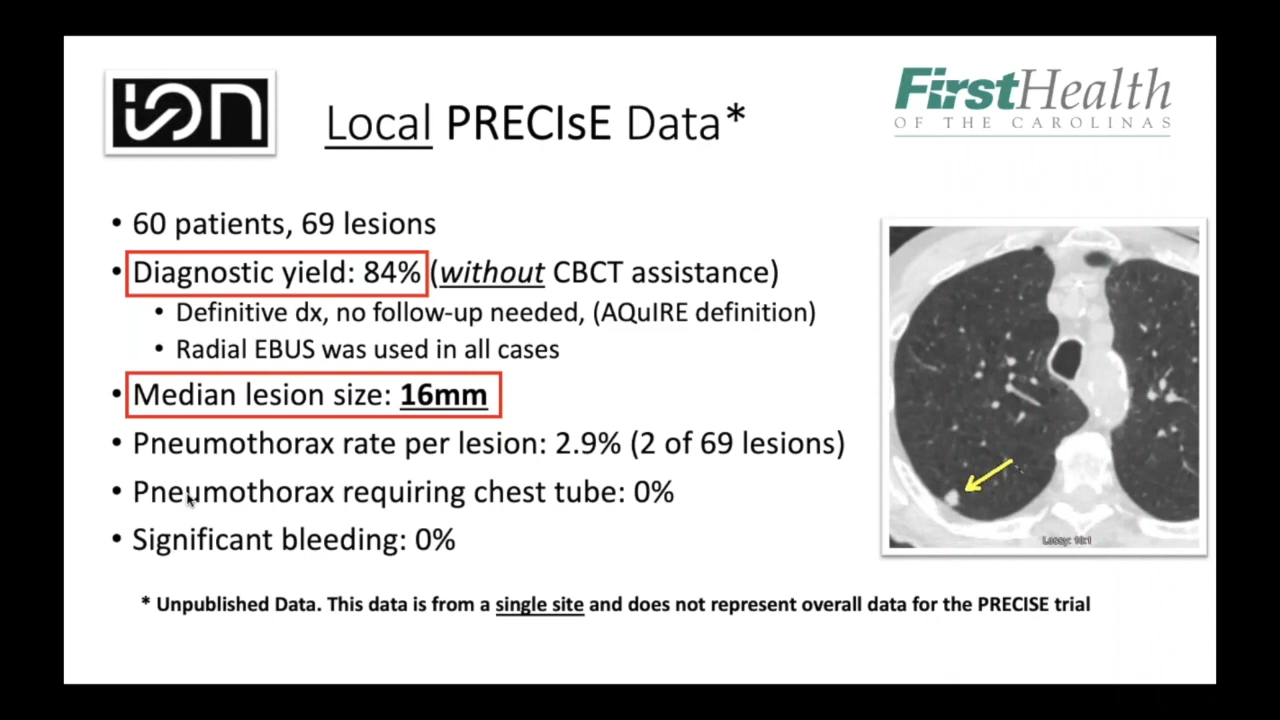 ion
Local PRECIsE Data*
FirstHealth
OF THE CAROLINAS
• 60 patients, 69 lesions
• Diagnostic yield: 84% (without CBCT assistance)
• Definitive dx, no follow-up needed, (AQuIRE definition)
• Radial EBUS was used in all cases
• Median lesion size: 16mm
• Pneumothorax rate per lesion: 2.9% (2 of 69 lesions)
• Pneumothorax requiring chest tube: 0%
• Significant bleeding: 0%
Lossy: 10:1
* Unpublished Data. This data is from a single site and does not represent overall data for the PRECISE trial